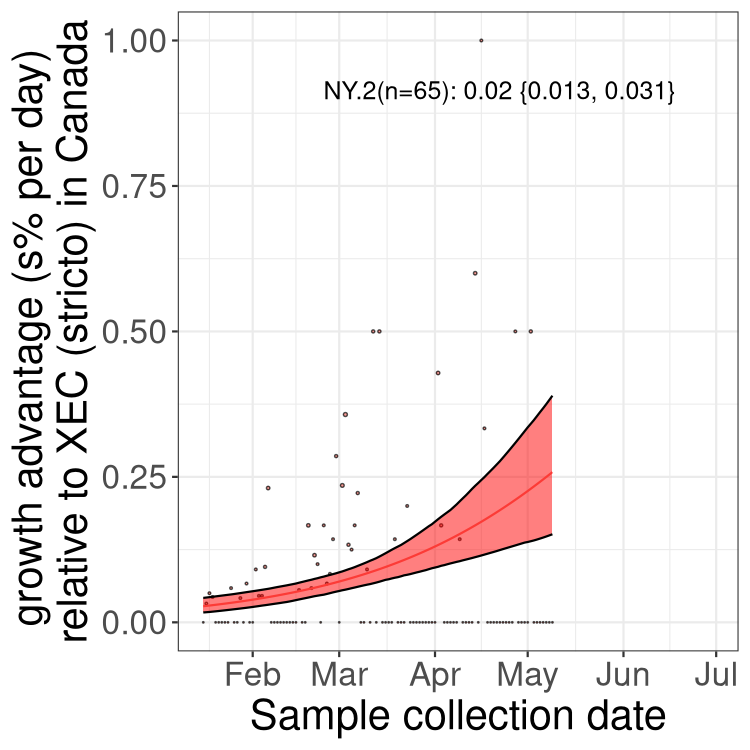 growth advantage (s% per day)
relative to XEC (stricto) in Canada
1.00
0.75
0.50
0.25
0.00
NY.2(n=65): 0.02 {0.013, 0.031}
Feb Mar Apr May Jun Jul
Sample collection date